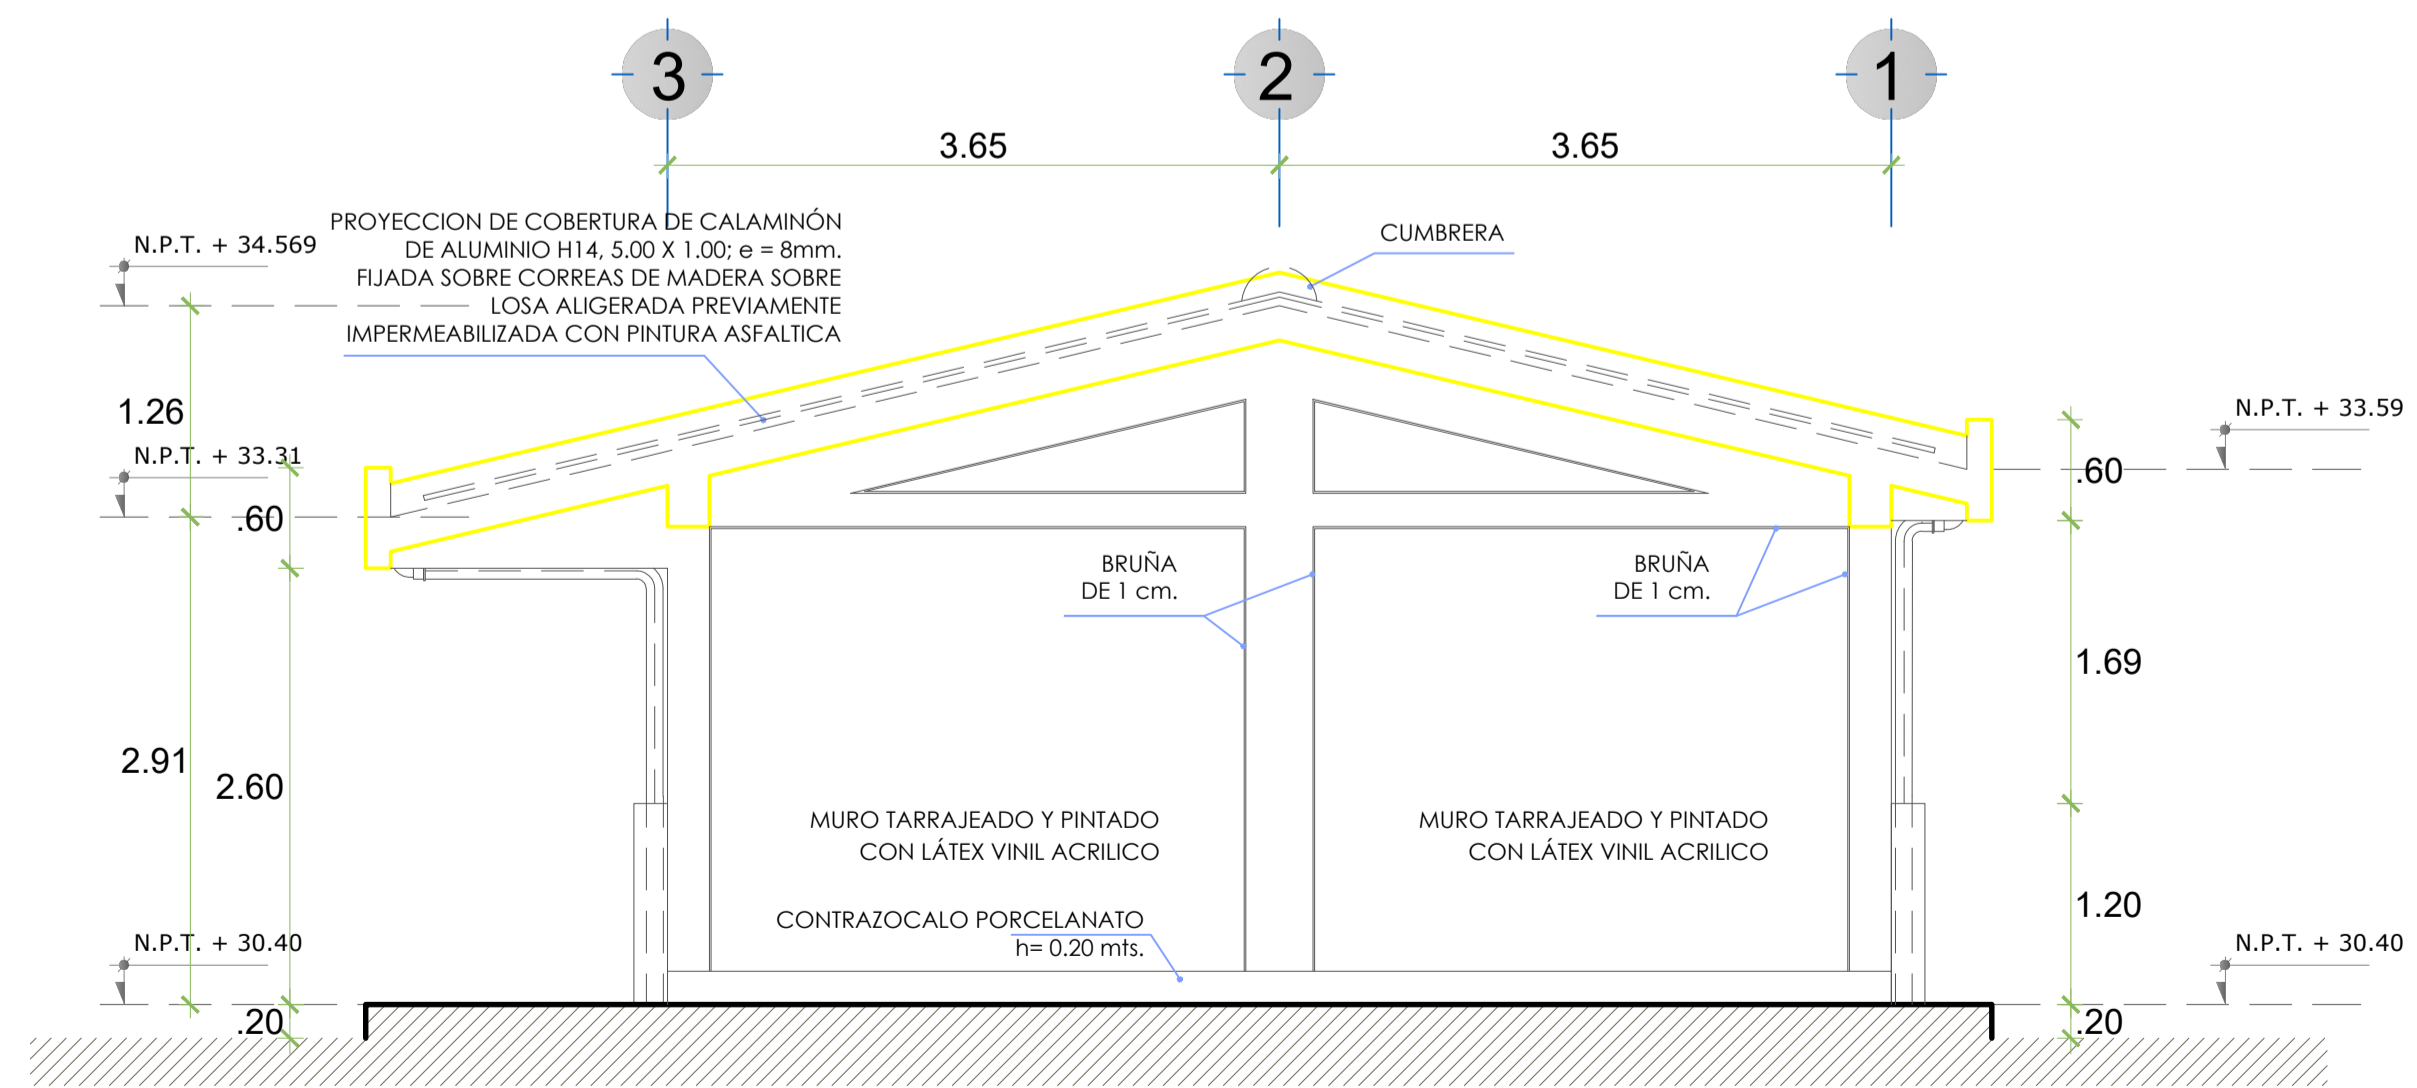 3
2
1
3.65
3.65
PROYECCION DE COBERTURA DE CALAMINÓN
DE ALUMINIO H14, 5.00 X 1.00; e = 8mm.
FIJADA SOBRE CORREAS DE MADERA SOBRE
LOSA ALIGERADA PREVIAMENTE
IMPERMEABILIZADA CON PINTURA ASFALTICA
N.P.T. + 34.569
CUMBRERA
1.26
N.P.T. + 33.59
N.P.T. + 33.31
.60
.60
BRUÑA
DE 1 cm.
BRUÑA
DE 1 cm.
1.69
2.91
2.60
MURO TARRAJEADO Y PINTADO
CON LÁTEX VINIL ACRILICO
MURO TARRAJEADO Y PINTADO
CON LÁTEX VINIL ACRILICO
1.20
CONTRAZOCALO PORCELANATO
h= 0.20 mts.
N.P.T. + 30.40
N.P.T. + 30.40
.20
.20